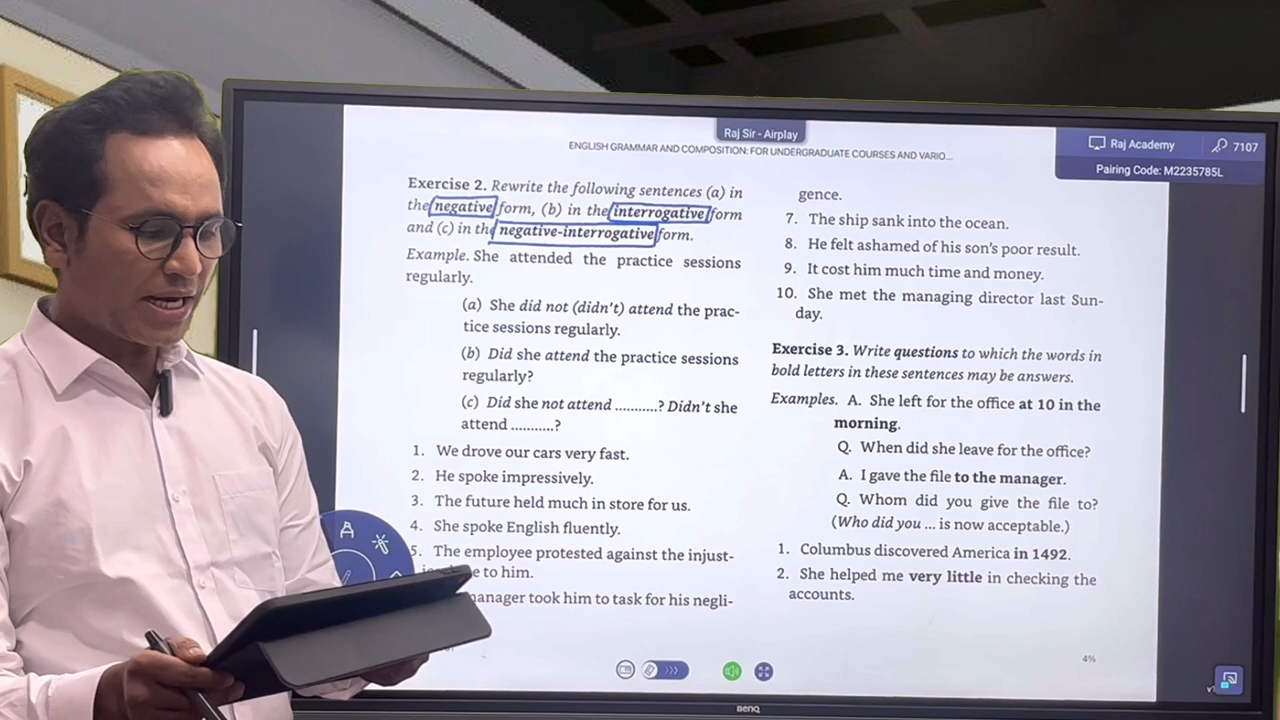 Raj Sir - Airplay
Raj Academy 7107
Pairing Code: M2235785L
ENGLISH GRAMMAR AND COMPOSITION: FOR UNDERGRADUATE COURSES AND VARIO...
Exercise 2. Rewrite the following sentences (a) in
the negative form, (b) in the interrogative form
and (c) in the negative-interrogative form.
Example. She attended the practice sessions
regularly.
(a) She did not (didn't) attend the prac-
tice sessions regularly.
(b) Did she attend the practice sessions
regularly?
(c) Did she not attend ...........? Didn't she
attend ...........?
1. We drove our cars very fast.
2. He spoke impressively.
3. The future held much in store for us.
4. She spoke English fluently.
5. The employee protested against the injust-
e to him.
manager took him to task for his negli-
gence.
7. The ship sank into the ocean.
8. He felt ashamed of his son's poor result.
9. It cost him much time and money.
10. She met the managing director last Sun-
day.
Exercise 3. Write questions to which the words in
bold letters in these sentences may be answers.
Examples. A. She left for the office at 10 in the
morning.
Q. When did she leave for the office?
A. I gave the file to the manager.
Q. Whom did you give the file to?
(Who did you ... is now acceptable.)
1. Columbus discovered America in 1492.
2. She helped me very little in checking the
accounts.
4%
BenQ